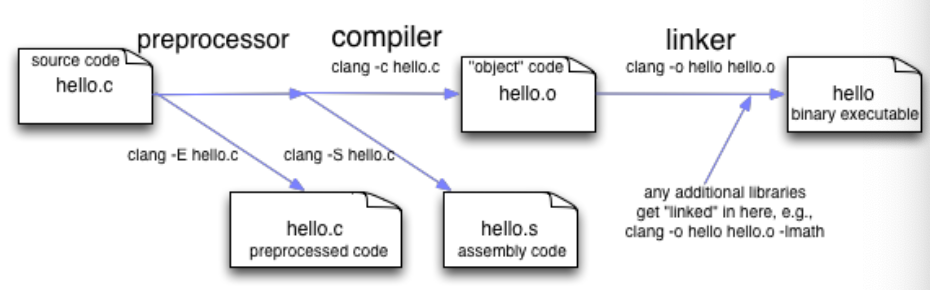 preprocessor
compiler
linker
source code
hello.c
clang -c hello.c
"object" code
hello.o
clang -o hello hello.o
hello
binary executable
clang -E hello.c
clang -S hello.c
hello.c
preprocessed code
hello.s
assembly code
any additional libraries
get "linked" in here, e.g.,
clang -o hello hello.o -lmath